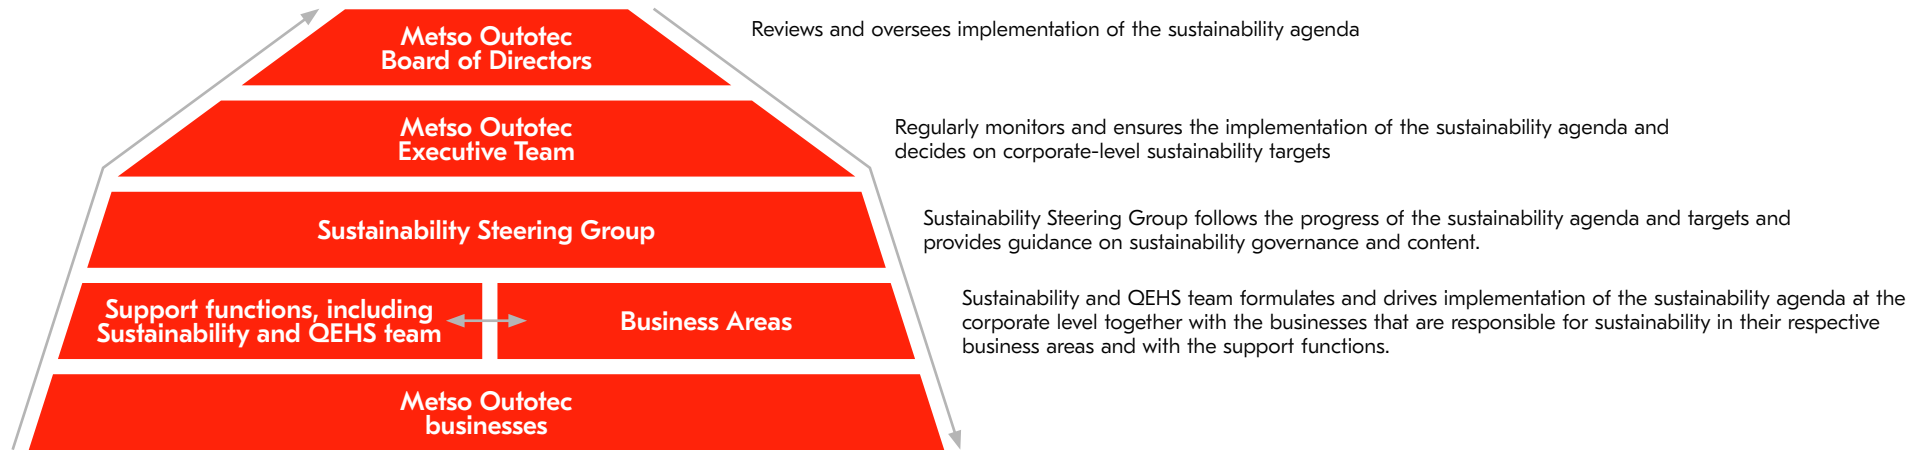 Metso Outotec
Board of Directors
Reviews and oversees implementation of the sustainability agenda
Metso Outotec
Executive Team
Regularly monitors and ensures the implementation of the sustainability agenda and
decides on corporate-level sustainability targets
Sustainability Steering Group
Sustainability Steering Group follows the progress of the sustainability agenda and targets and
provides guidance on sustainability governance and content.
Support functions, including
Sustainability and QEHS team
Business Areas
Sustainability and QEHS team formulates and drives implementation of the sustainability agenda at the
corporate level together with the businesses that are responsible for sustainability in their respective
business areas and with the support functions.
Metso Outotec
businesses